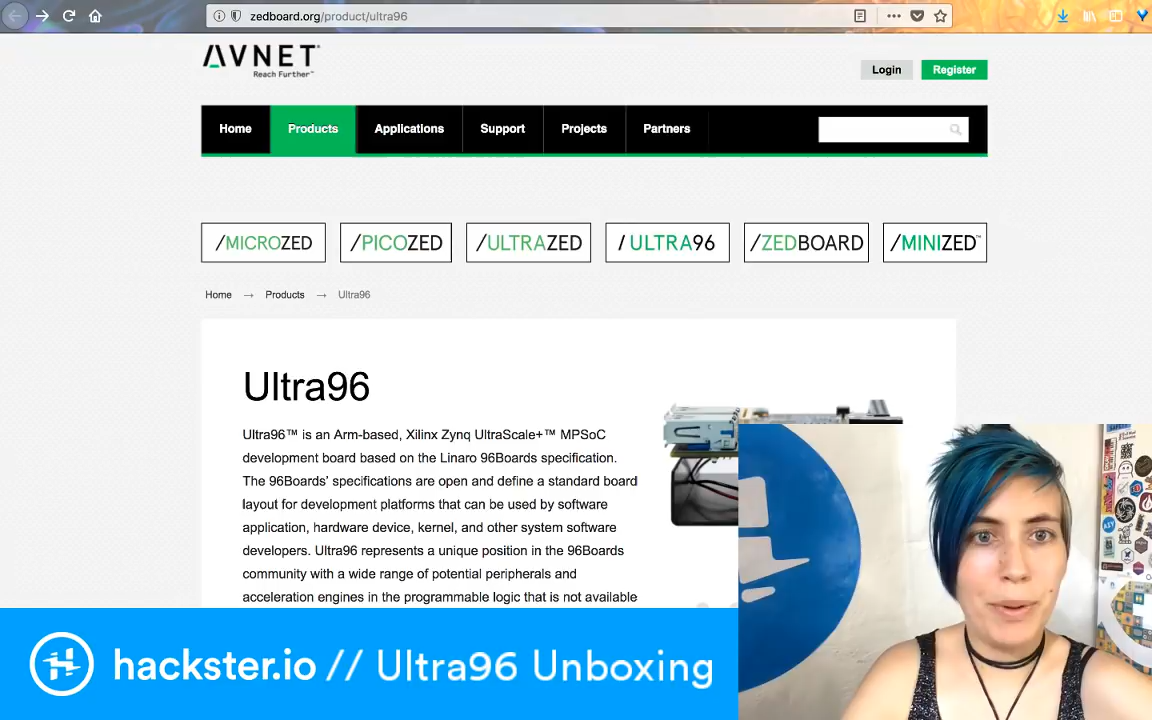 zedboard.org/product/ultra96
AVNET
Reach Further™
Login
Register
Home
Products
Applications
Support
Projects
Partners
/MICROZED
/PICOZED
/ULTRAZED
/ULTRA96
/ZEDBOARD
/MINIZED™
Home → Products → Ultra96
Ultra96
Ultra96™ is an Arm-based, Xilinx Zynq UltraScale+™ MPSoC
development board based on the Linaro 96Boards specification.
The 96Boards' specifications are open and define a standard board
layout for development platforms that can be used by software
application, hardware device, kernel, and other system software
developers. Ultra96 represents a unique position in the 96Boards
community with a wide range of potential peripherals and
acceleration engines in the programmable logic that is not available
hackster.io // Ultra96 Unboxing